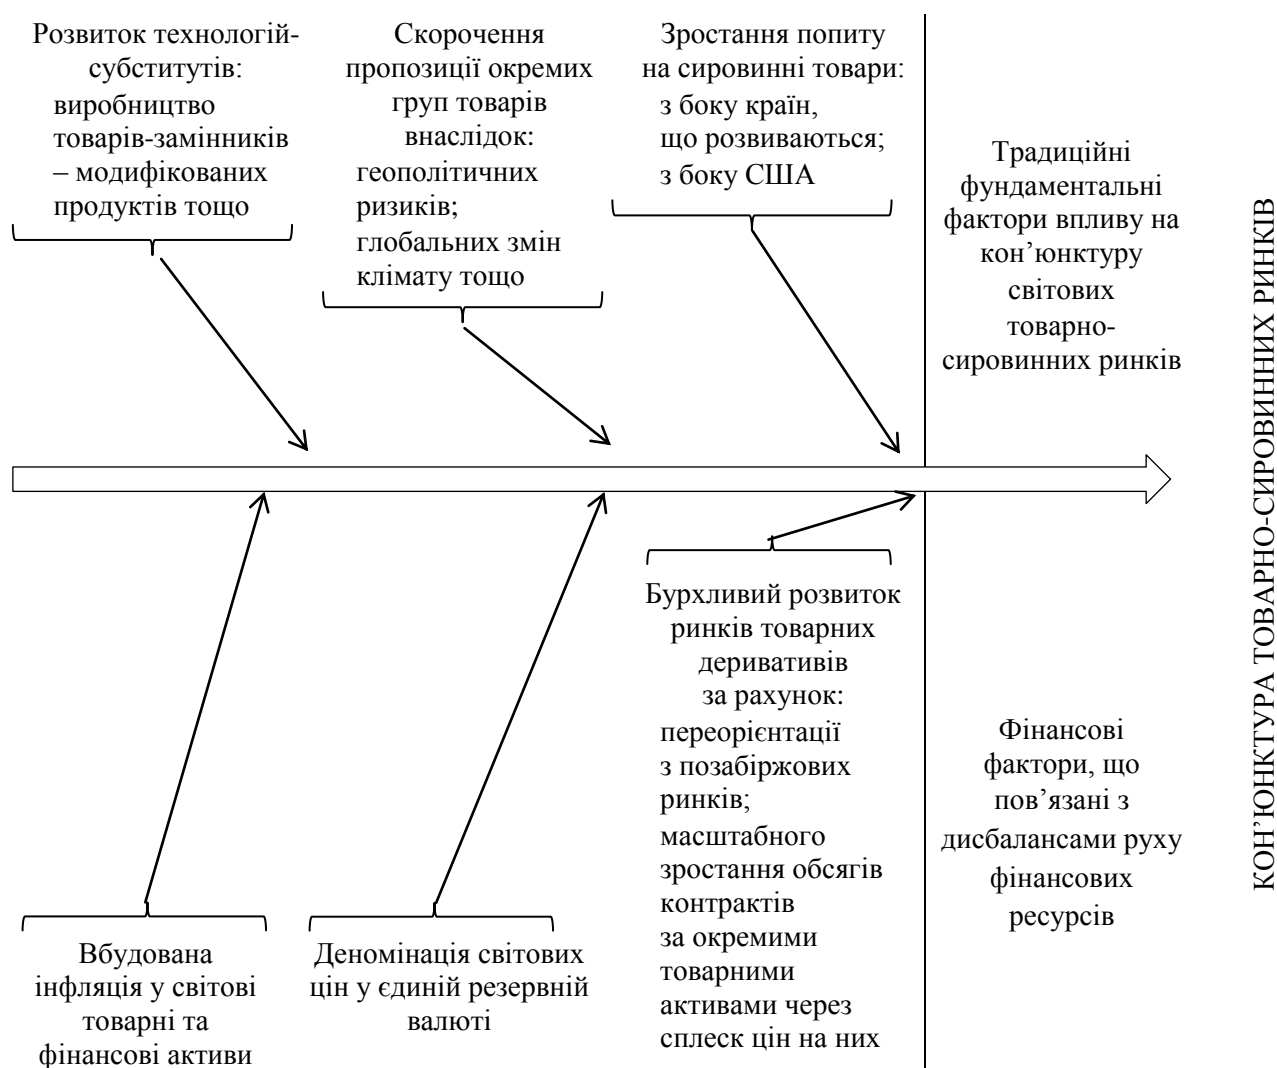 Розвиток технологій-
субститутів:
виробництво
товарів-замінників
– модифікованих
продуктів тощо
Скорочення
пропозиції окремих
груп товарів
внаслідок:
геополітичних
ризиків;
глобальних змін
клімату тощо
Зростання попиту
на сировинні товари:
з боку країн,
що розвиваються;
з боку США
Традиційні
фундаментальні
фактори впливу на
кон’юнктуру
світових
товарно-
сировинних ринків
КОН’ЮНКТУРА ТОВАРНО-СИРОВИННИХ РИНКІВ
Вбудована
інфляція у світові
товарні та
фінансові активи
Деномінація світових
цін у єдиній резервній
валюті
Бурхливий розвиток
ринків товарних
деривативів
за рахунок:
переорієнтації
з позабіржових
ринків;
масштабного
зростання обсягів
контрактів
за окремими
товарними
активами через
сплеск цін на них
Фінансові
фактори, що
пов’язані з
дисбалансами руху
фінансових
ресурсів